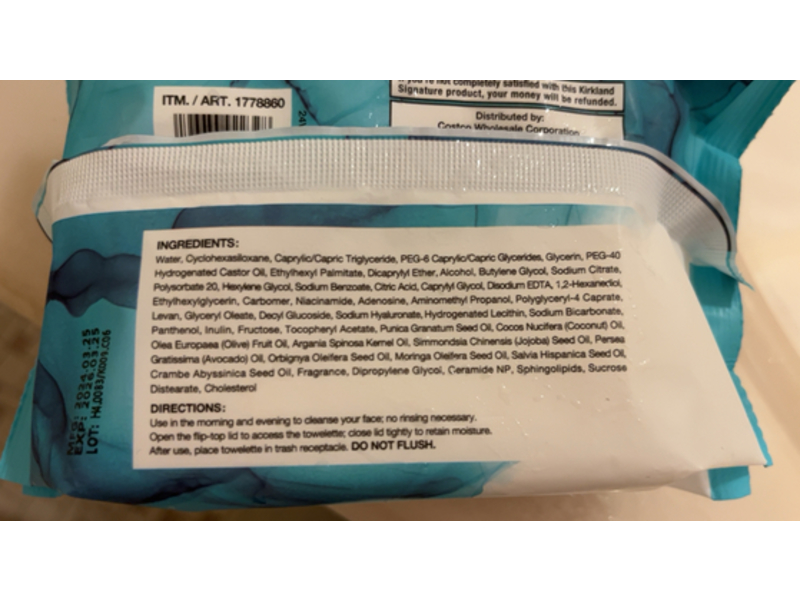 ITM. / ART. 1778860
if you're not completely satisfied with this Kirkland
Signature product, your money will be refunded.
Distributed by:
Costco Wholesale Corporation
INGREDIENTS:
Water, Cyclohexasiloxane, Caprylic/Capric Triglyceride, PEG-6 Caprylic/Capric Glycerides, Glycerin, PEG-40
Hydrogenated Castor Oil, Ethylhexyl Palmitate, Dicaprylyl Ether, Alcohol, Butylene Glycol, Sodium Citrate,
Polysorbate 20, Hexylene Glycol, Sodium Benzoate, Citric Acid, Caprylyl Glycol, Disodium EDTA, 1,2-Hexanediol,
Ethylhexylglycerin, Carbomer, Niacinamide, Adenosine, Aminomethyl Propanol, Polyglyceryl-4 Caprate,
Levan, Glyceryl Oleate, Decyl Glucoside, Sodium Hyaluronate, Hydrogenated Lecithin, Sodium Bicarbonate,
Panthenol, Inulin, Fructose, Tocopheryl Acetate, Punica Granatum Seed Oil, Cocos Nucifera (Coconut) Oil,
Olea Europaea (Olive) Fruit Oil, Argania Spinosa Kernel Oil, Simmondsia Chinensis (Jojoba) Seed Oil, Persea
Gratissima (Avocado) Oil, Orbignya Oleifera Seed Oil, Moringa Oleifera Seed Oil, Salvia Hispanica Seed Oil,
Crambe Abyssinica Seed Oil, Fragrance, Dipropylene Glycol, Ceramide NP, Sphingolipids, Sucrose
Distearate, Cholesterol
DIRECTIONS:
Use in the morning and evening to cleanse your face; no rinsing necessary.
Open the flip-top lid to access the towelette; close lid tightly to retain moisture.
After use, place towelette in trash receptacle. DO NOT FLUSH.
MFG: 2024.03.25
EXP: 2026.03.25
LOT: